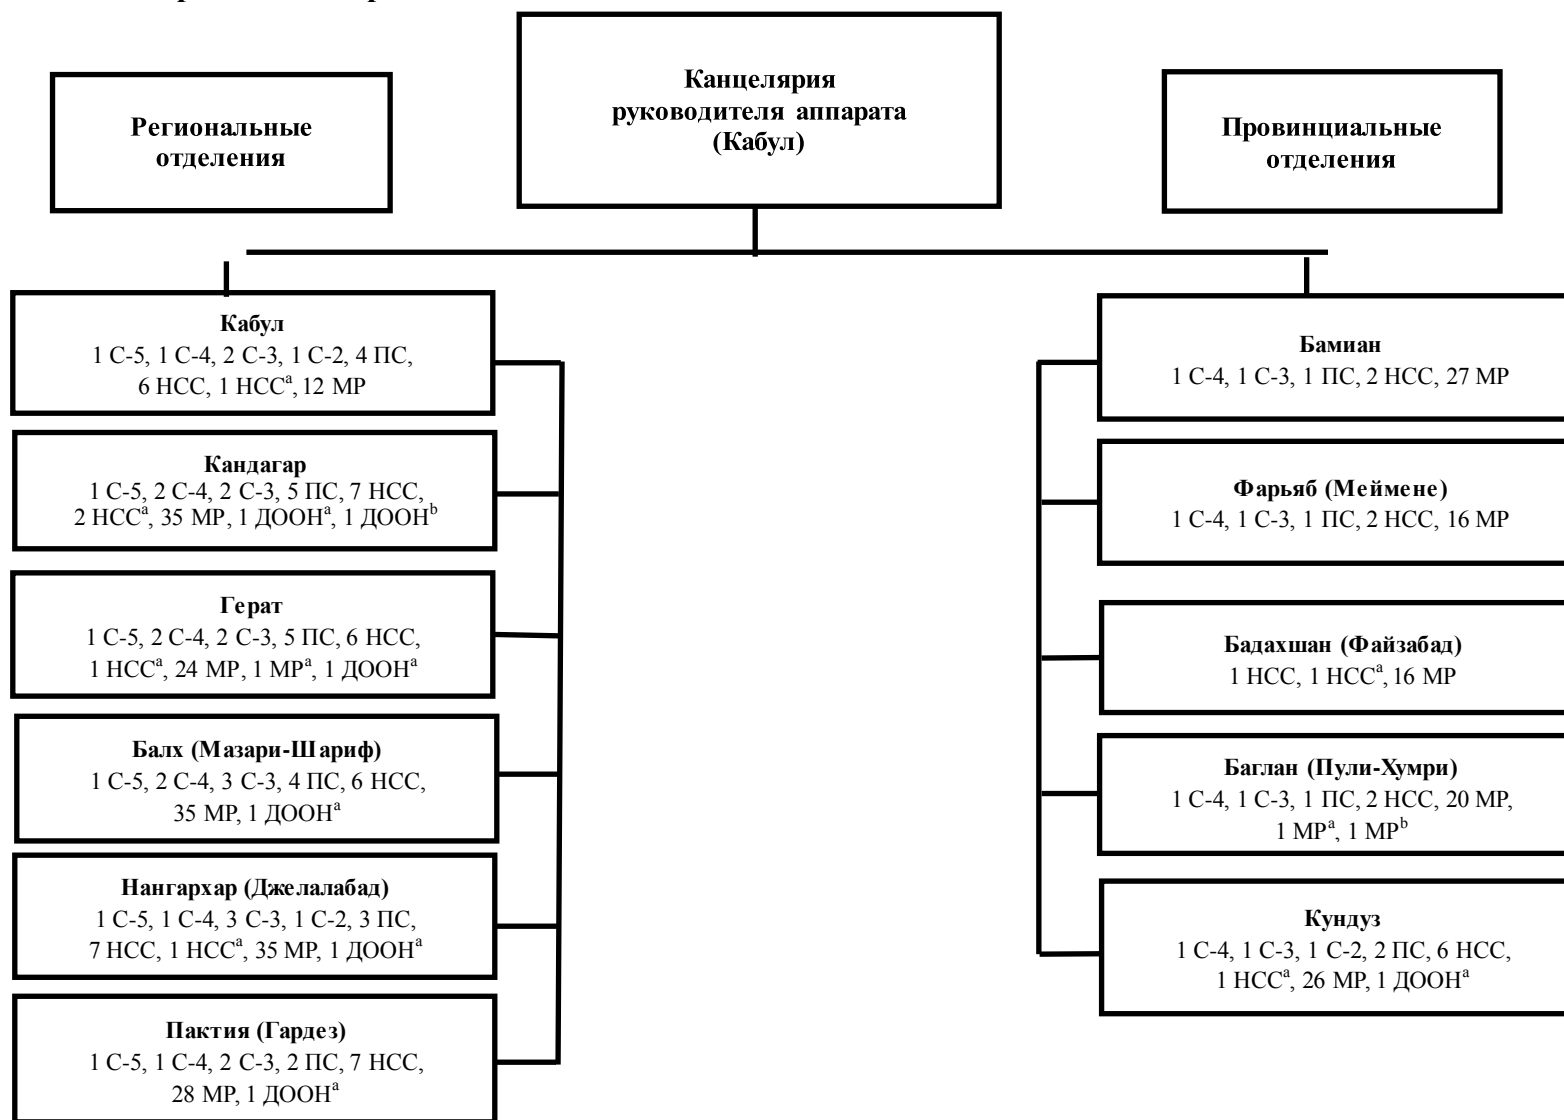 Региональные
отделения
Канцелярия
руководителя аппарата
(Кабул)
Провинциальные
отделения
Кабул
1 С-5, 1 С-4, 2 С-3, 1 С-2, 4 ПС,
6 НСС, 1 НССᵃ, 12 МР
Кандагар
1 С-5, 2 С-4, 2 С-3, 5 ПС, 7 НСС,
2 НССᵃ, 35 МР, 1 ДООНᵃ, 1 ДООНᵇ
Герат
1 С-5, 2 С-4, 2 С-3, 5 ПС, 6 НСС,
1 НССᵃ, 24 МР, 1 МРᵃ, 1 ДООНᵃ
Балх (Мазари-Шариф)
1 С-5, 2 С-4, 3 С-3, 4 ПС, 6 НСС,
35 МР, 1 ДООНᵃ
Нангархар (Джелалабад)
1 С-5, 1 С-4, 3 С-3, 1 С-2, 3 ПС,
7 НСС, 1 НССᵃ, 35 МР, 1 ДООНᵃ
Пактия (Гардез)
1 С-5, 1 С-4, 2 С-3, 2 ПС, 7 НСС,
28 МР, 1 ДООНᵃ
Бамиан
1 С-4, 1 С-3, 1 ПС, 2 НСС, 27 МР
Фарьяб (Меймене)
1 С-4, 1 С-3, 1 ПС, 2 НСС, 16 МР
Бадахшан (Файзабад)
1 НСС, 1 НССᵃ, 16 МР
Баглан (Пули-Хумри)
1 С-4, 1 С-3, 1 ПС, 2 НСС, 20 МР,
1 МРᵃ, 1 МРᵇ
Кундуз
1 С-4, 1 С-3, 1 С-2, 2 ПС, 6 НСС,
1 НССᵃ, 26 МР, 1 ДООНᵃ